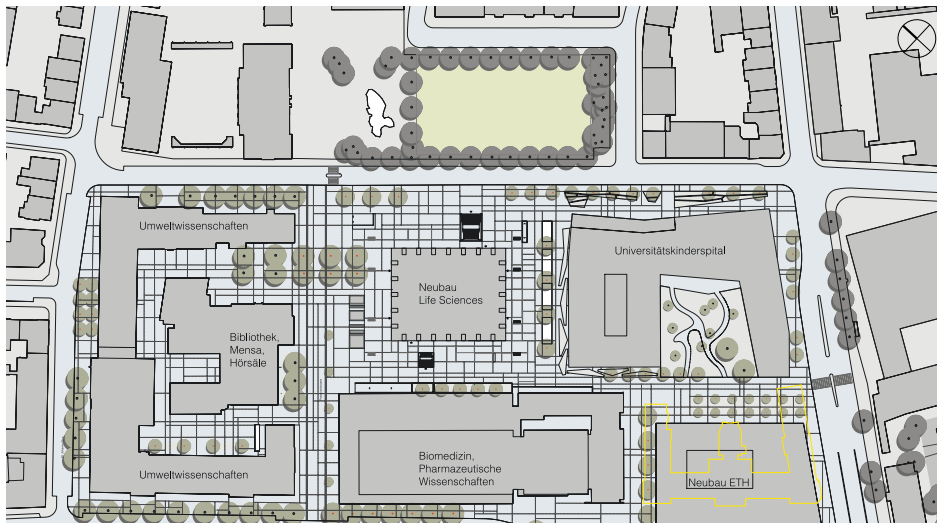 Umweltwissenschaften
Universitätskinderspital
Neubau
Life Sciences
Bibliothek,
Mensa,
Hörsäle
Biomedizin,
Pharmazeutische
Wissenschaften
Umweltwissenschaften
Neubau ETH